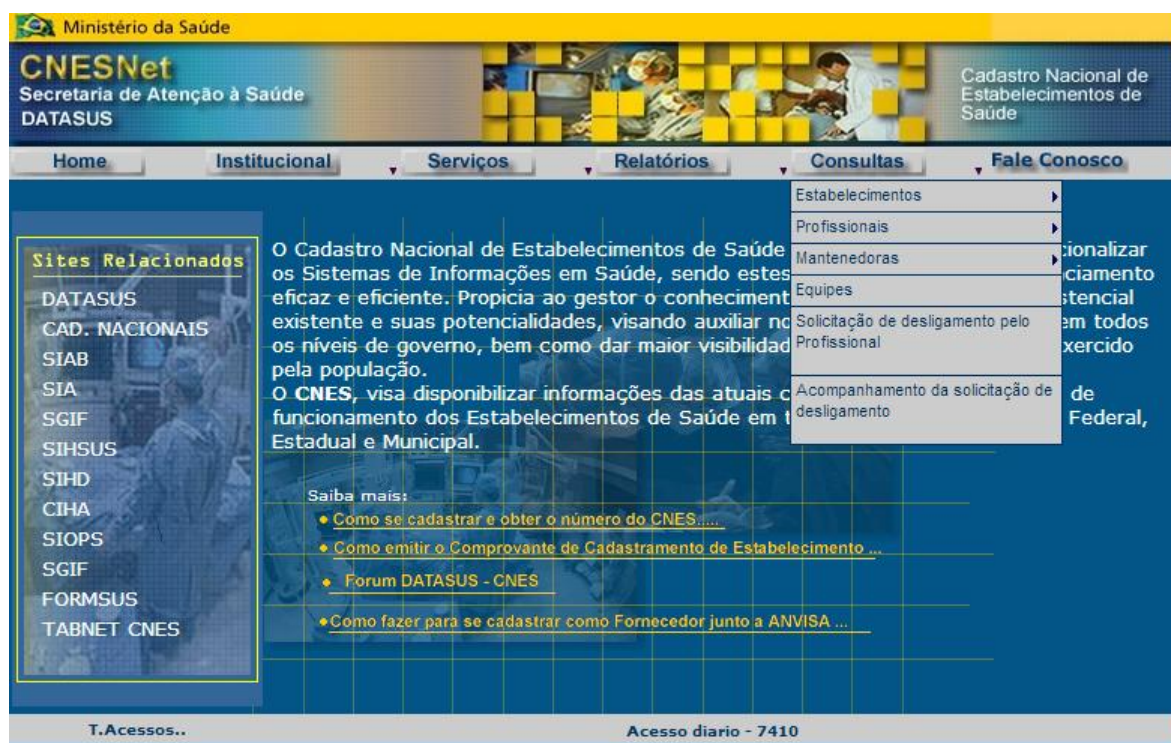 Ministério da Saúde
CNESNet
Secretaria de Atenção à Saúde
DATASUS
Cadastro Nacional de
Estabelecimentos de
Saúde
Home Institucional Serviços Relatórios Consultas Fale Conosco
Estabelecimentos
Profissionais
Mantenedoras
Equipes
Solicitação de desligamento pelo
Profissional
Acompanhamento da solicitação de
desligamento
Sites Relacionados
DATASUS
CAD. NACIONAIS
SIAB
SIA
SGIF
SIHSUS
SIHD
CIHA
SIOPS
SGIF
FORMSUS
TABNET CNES
O Cadastro Nacional de Estabelecimentos de Saúde cionalizar
os Sistemas de Informações em Saúde, sendo estes nciamento
eficaz e eficiente. Propicia ao gestor o conheciment stencial
existente e suas potencialidades, visando auxiliar no em todos
os níveis de governo, bem como dar maior visibilidad xercido
pela população.
O CNES, visa disponibilizar informações das atuais c de
funcionamento dos Estabelecimentos de Saúde em t Federal,
Estadual e Municipal.
Saiba mais:
Como se cadastrar e obter o número do CNES.....
Como emitir o Comprovante de Cadastramento de Estabelecimento ...
Forum DATASUS - CNES
Como fazer para se cadastrar como Fornecedor junto a ANVISA ...
T.Acessos..
Acesso diario - 7410